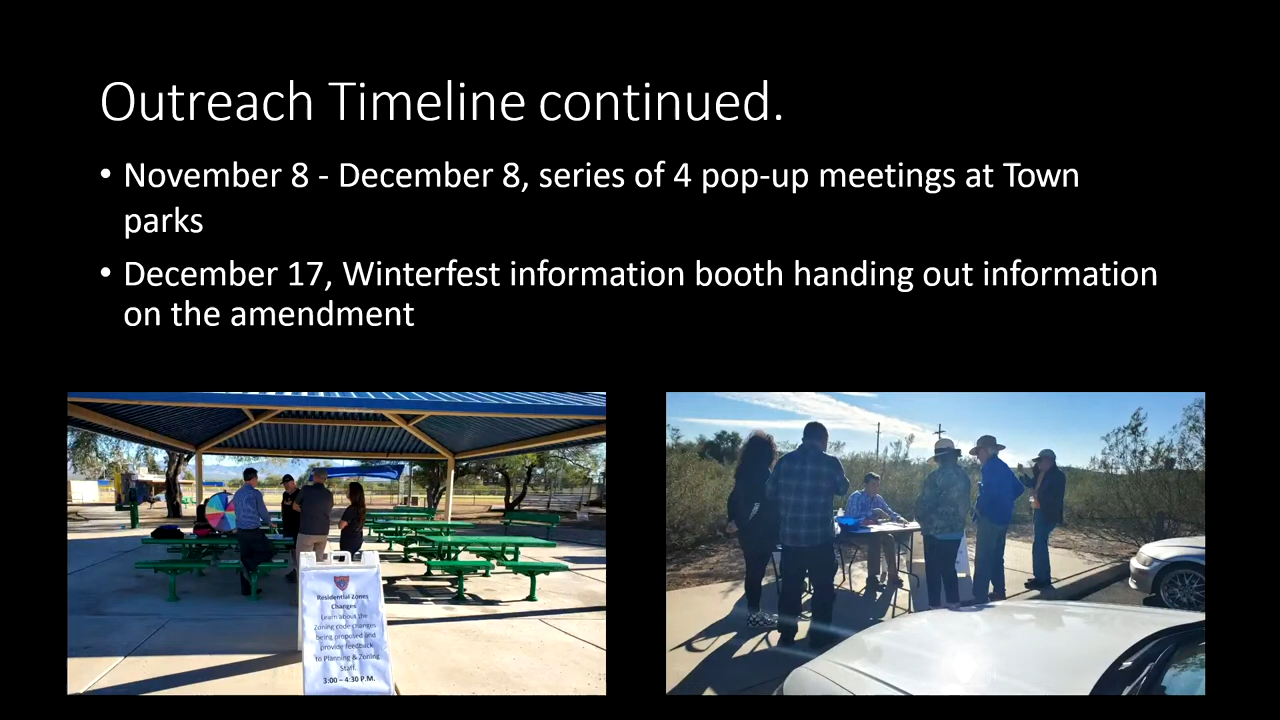 Outreach Timeline continued.
• November 8 - December 8, series of 4 pop-up meetings at Town
parks
• December 17, Winterfest information booth handing out information
on the amendment
Residential Zones
Changes
Learn about the
Zoning code changes
being proposed and
provide feedback
to Planning & Zoning
Staff.
3:00 – 4:30 P.M.